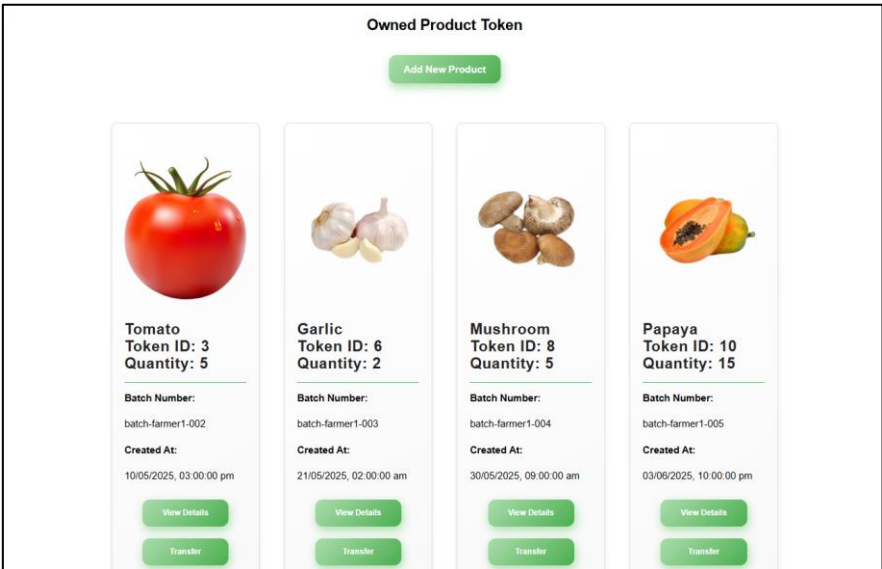 Owned Product Token
Add New Product
Tomato
Token ID: 3
Quantity: 5
Batch Number:
batch-farmer1-002
Created At:
10/05/2025, 03:00:00 pm
View Details
Transfer
Garlic
Token ID: 6
Quantity: 2
Batch Number:
batch-farmer1-003
Created At:
21/05/2025, 02:00:00 am
View Details
Transfer
Mushroom
Token ID: 8
Quantity: 5
Batch Number:
batch-farmer1-004
Created At:
30/05/2025, 09:00:00 am
View Details
Transfer
Papaya
Token ID: 10
Quantity: 15
Batch Number:
batch-farmer1-005
Created At:
03/06/2025, 10:00:00 pm
View Details
Transfer